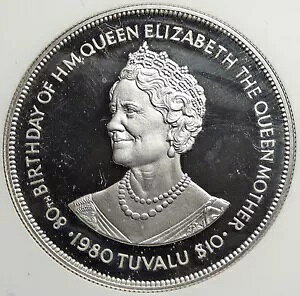 80TH BIRTHDAY OF H.M.QUEEN ELIZABETH THE QUEEN MOTHER
· 1980 TUVALU $10 ·